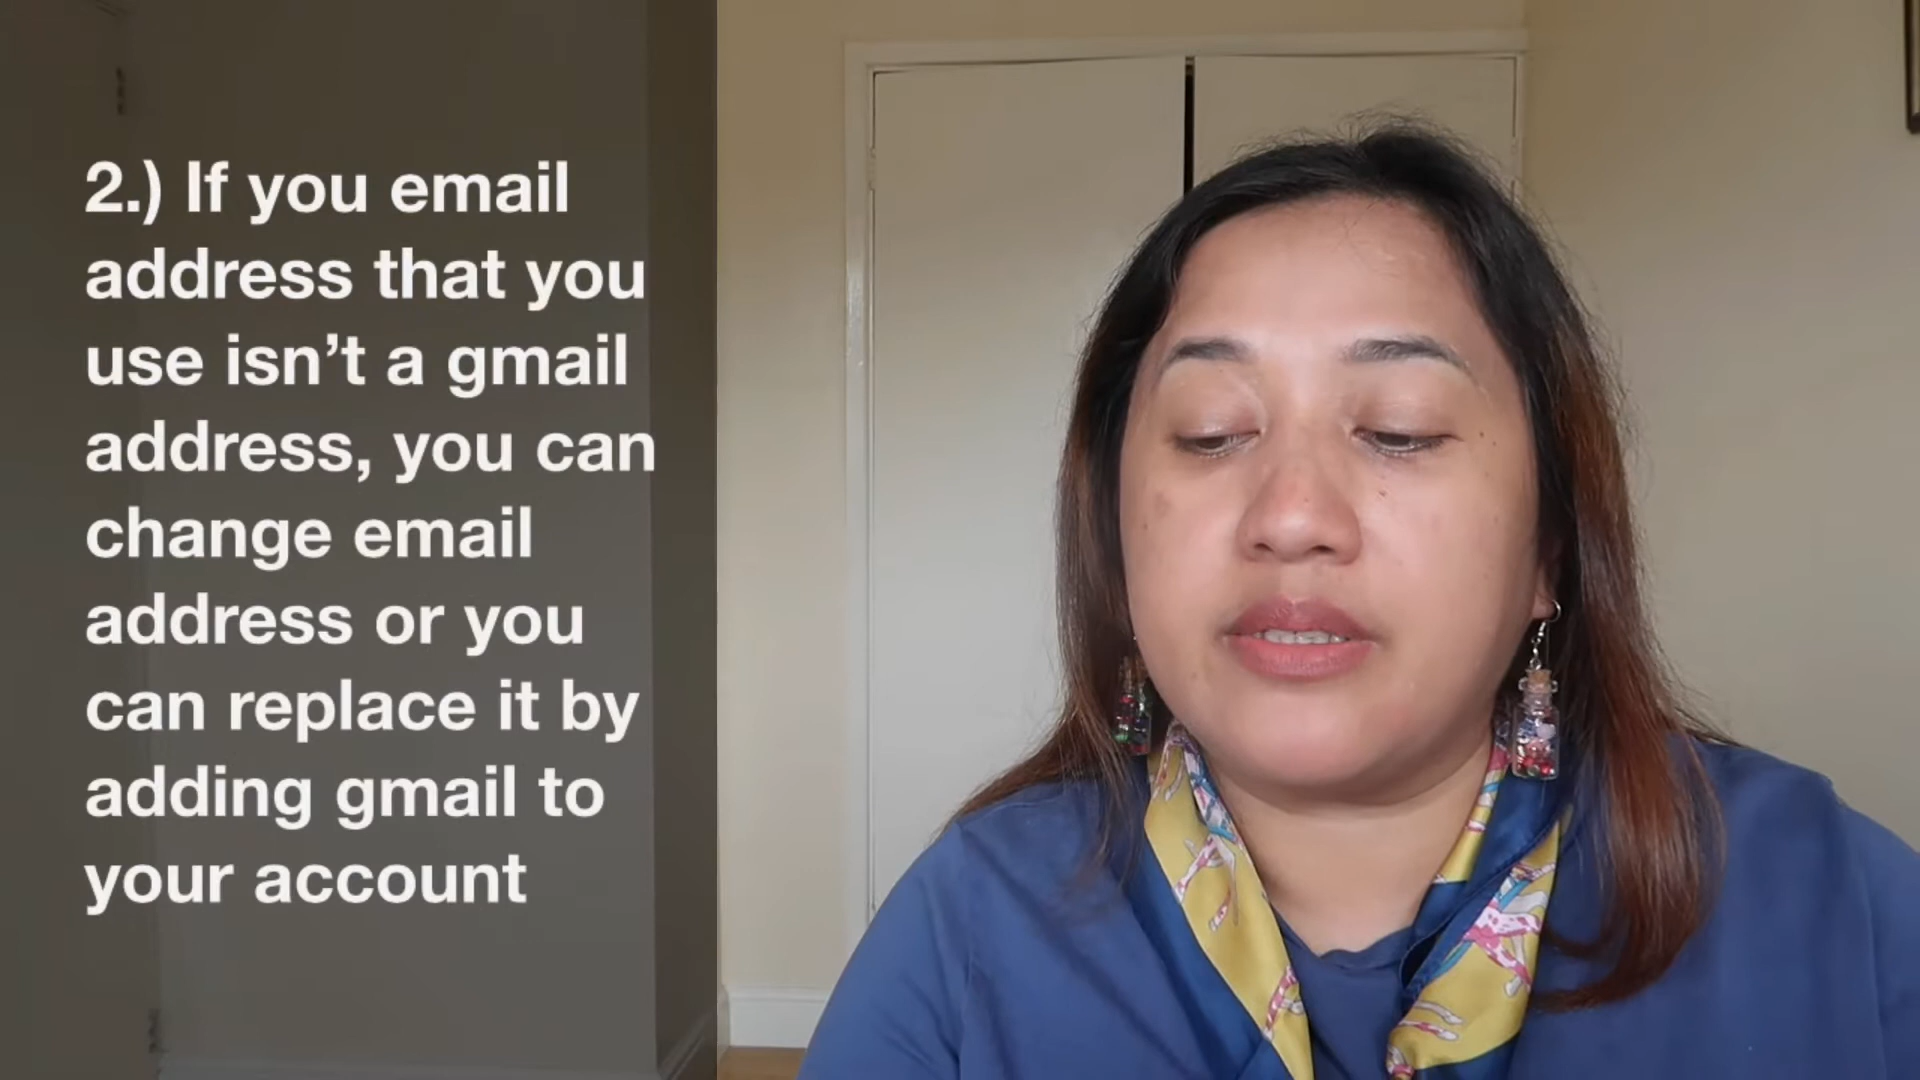 2.) If you email
address that you
use isn’t a gmail
address, you can
change email
address or you
can replace it by
adding gmail to
your account